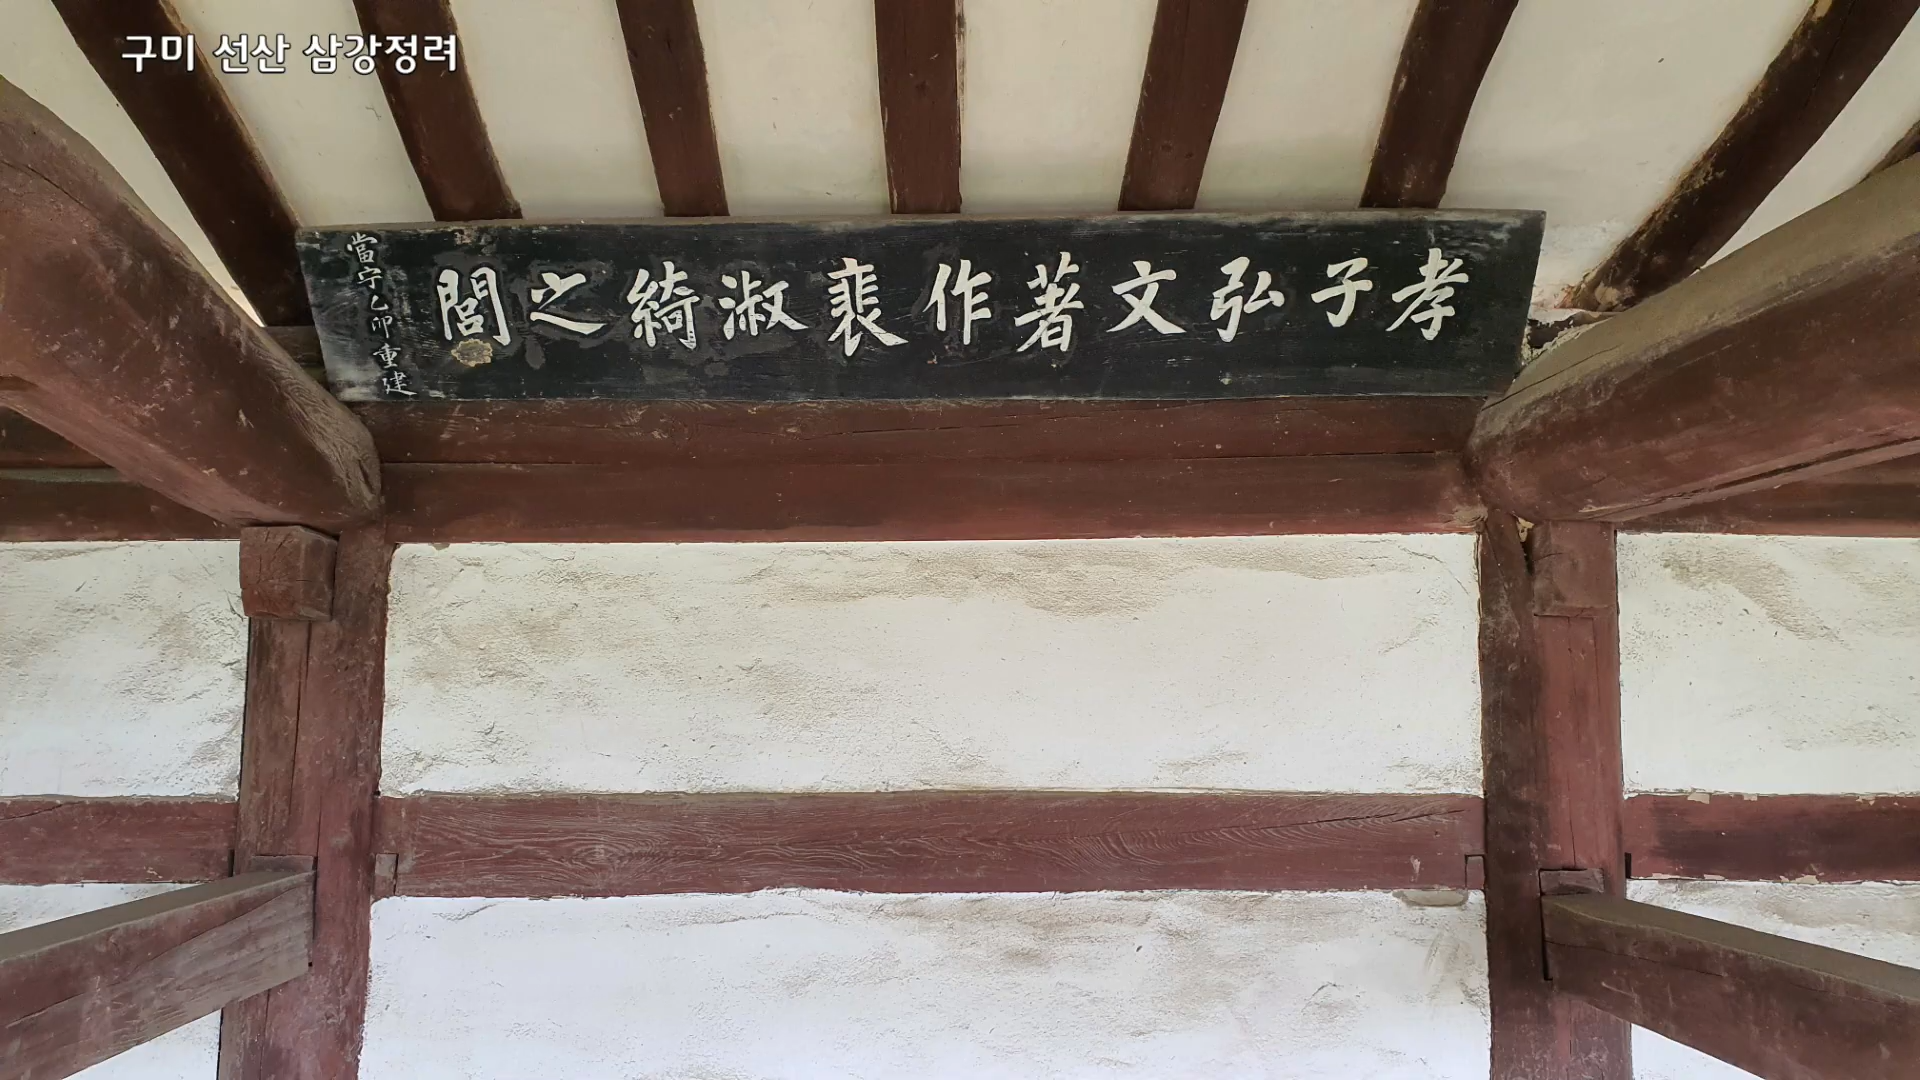 구미 선산 삼강정려
孝子弘文著作裴淑綺之閭
當宁乙卯重建